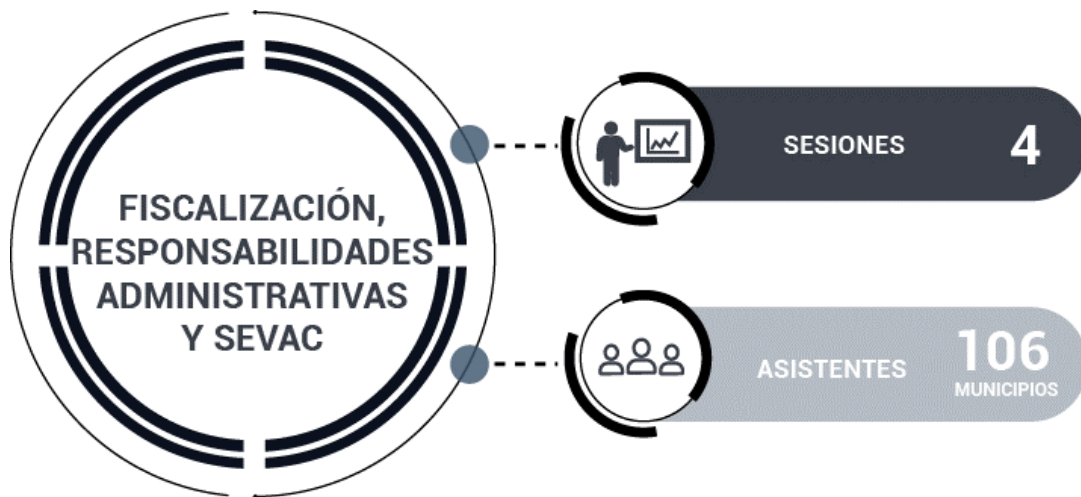 FISCALIZACIÓN,
RESPONSABILIDADES
ADMINISTRATIVAS
Y SEVAC
SESIONES 4
ASISTENTES 106
MUNICIPIOS